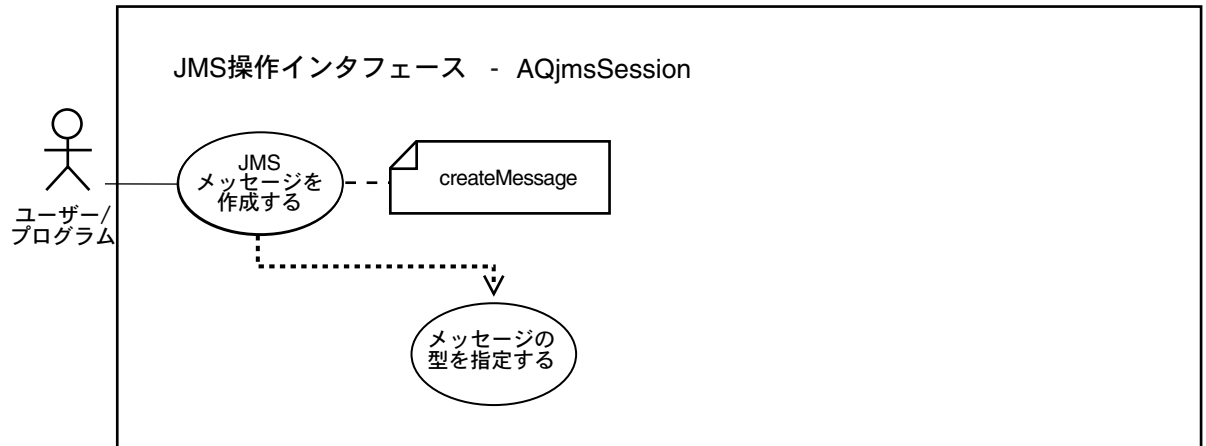 JMS操作インタフェース - AQjmsSession
JMS
メッセージを
作成する
createMessage
ユーザー/
プログラム
メッセージの
型を指定する